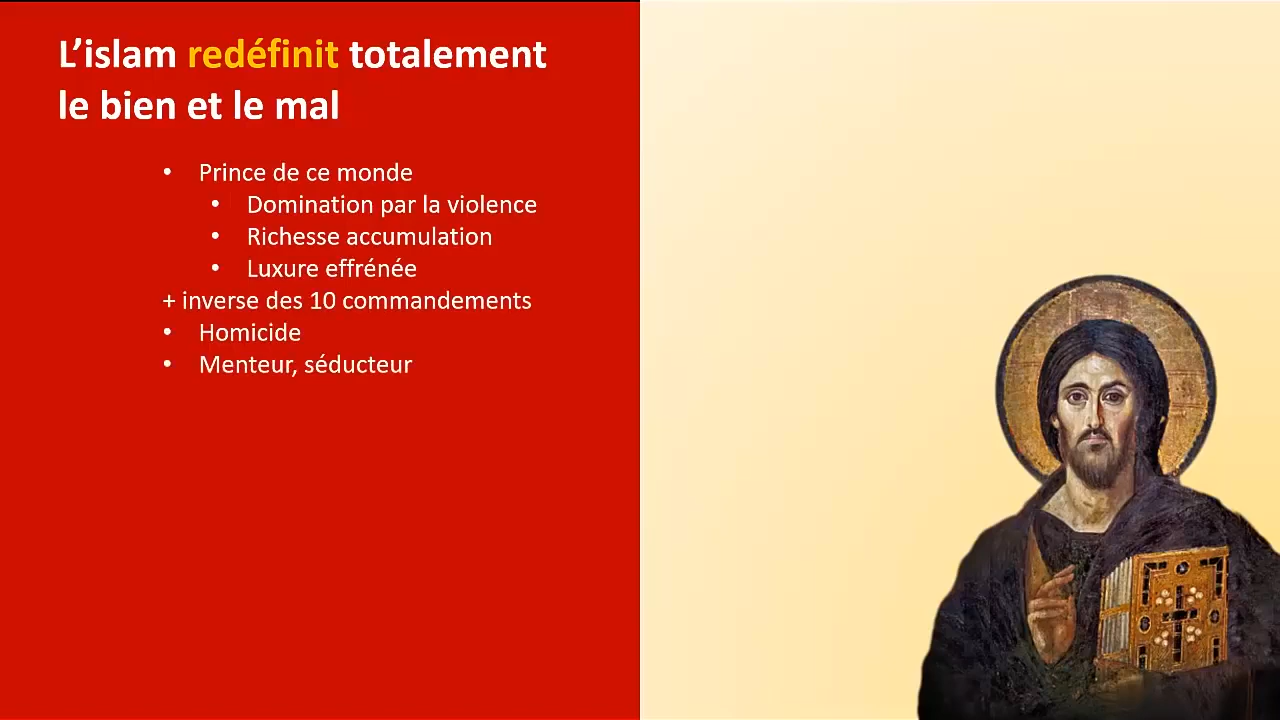 L’islam redéfinit totalement
le bien et le mal
• Prince de ce monde
• Domination par la violence
• Richesse accumulation
• Luxure effrénée
+ inverse des 10 commandements
• Homicide
• Menteur, séducteur